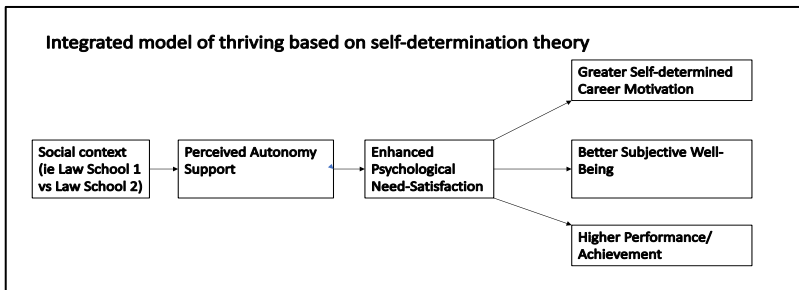 Integrated model of thriving based on self-determination theory
Greater Self-determined
Career Motivation
Social context
(ie Law School 1
vs Law School 2)
Perceived Autonomy
Support
Enhanced
Psychological
Need-Satisfaction
Better Subjective Well-
Being
Higher Performance/
Achievement